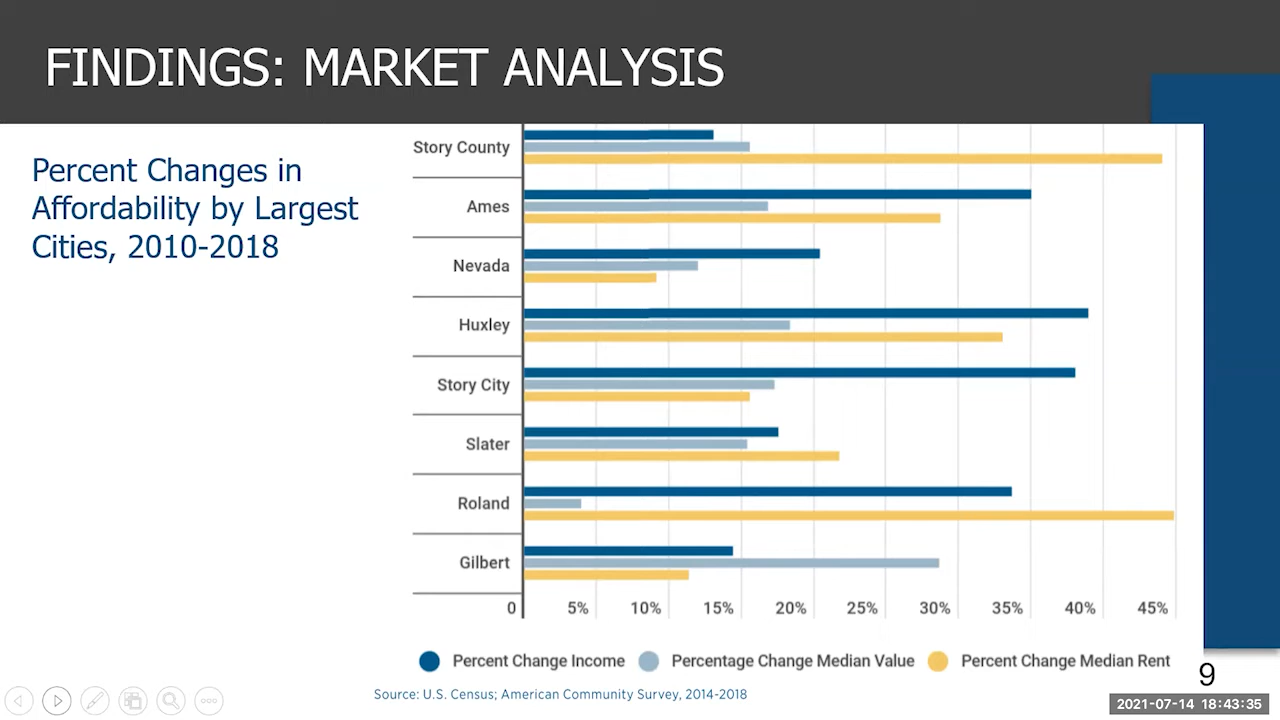 FINDINGS: MARKET ANALYSIS
Percent Changes in
Affordability by Largest
Cities, 2010-2018
Story County
Ames
Nevada
Huxley
Story City
Slater
Roland
Gilbert
0 5% 10% 15% 20% 25% 30% 35% 40% 45%
Percent Change Income Percentage Change Median Value Percent Change Median Rent
Source: U.S. Census; American Community Survey, 2014-2018
9
2021-07-14 18:43:35